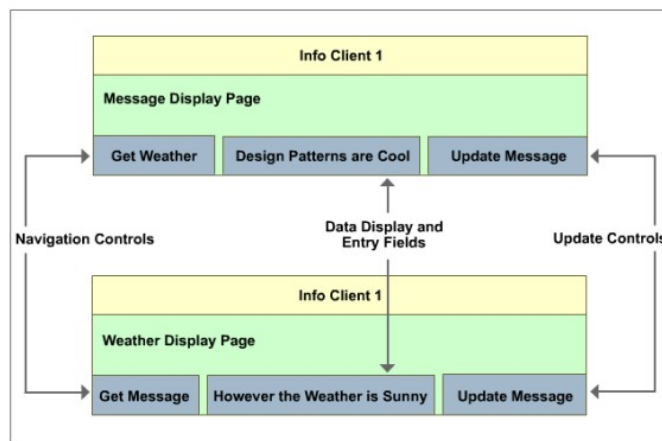 Info Client 1
Message Display Page
Get Weather
Design Patterns are Cool
Update Message
Navigation Controls
Data Display and
Entry Fields
Update Controls
Info Client 1
Weather Display Page
Get Message
However the Weather is Sunny
Update Message